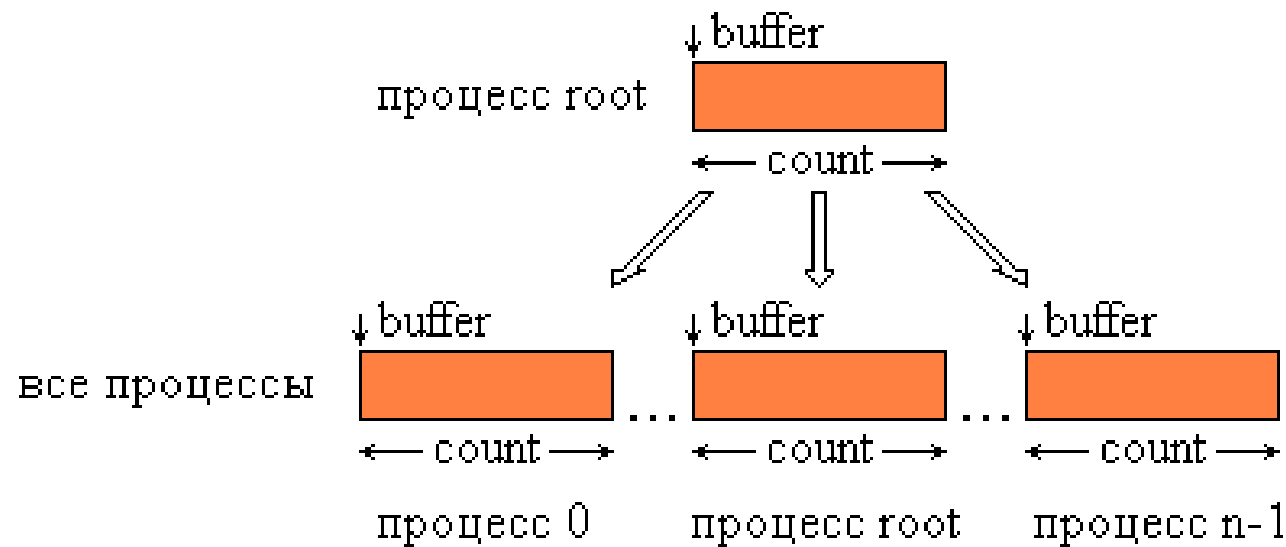 buffer
процесс root
count
buffer buffer buffer
все процессы ... ...
count count count
процесс 0 процесс root процесс n-1